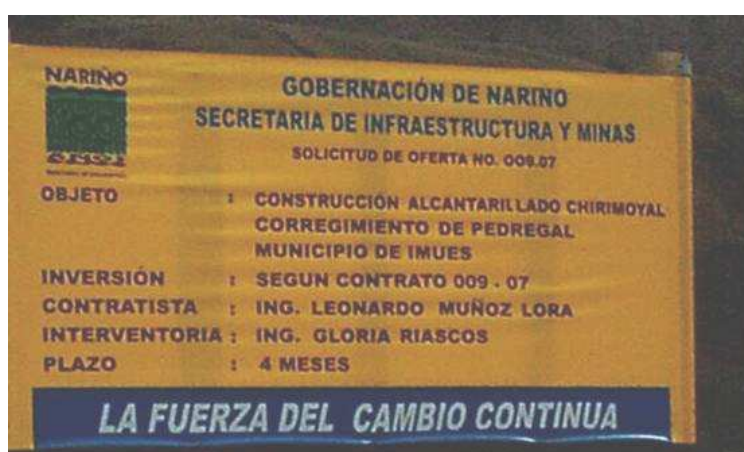 NARIÑO
GOBERNACIÓN DE NARIÑO
SECRETARIA DE INFRAESTRUCTURA Y MINAS
SOLICITUD DE OFERTA NO. OO9.07
OBJETO : CONSTRUCCIÓN ALCANTARILLADO CHIRIMOYAL
CORREGIMIENTO DE PEDREGAL
MUNICIPIO DE IMUES
INVERSIÓN : SEGUN CONTRATO 009 - 07
CONTRATISTA : ING. LEONARDO MUÑOZ LORA
INTERVENTORIA : ING. GLORIA RIASCOS
PLAZO : 4 MESES
LA FUERZA DEL CAMBIO CONTINUA